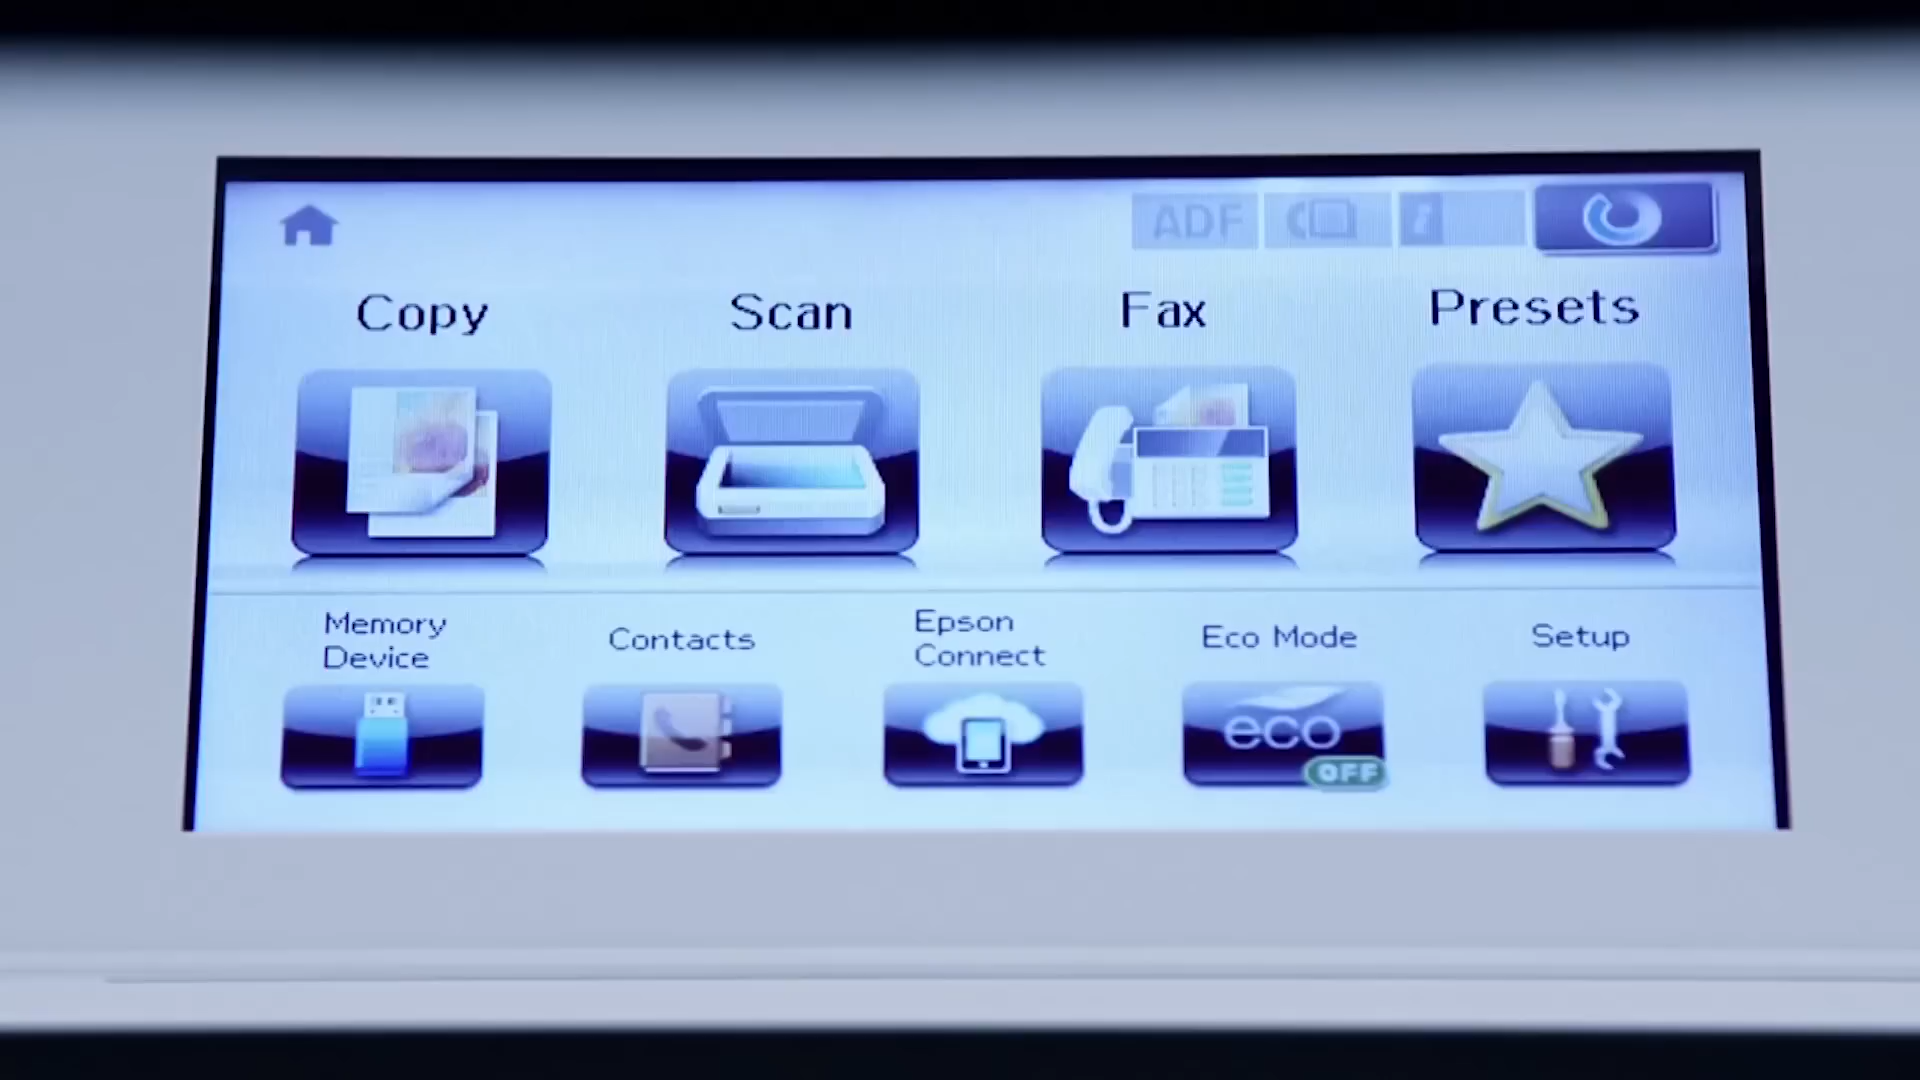 ADF
Copy
Scan
Fax
Presets
Memory
Device
Contacts
Epson
Connect
Eco Mode
Setup
eco
OFF